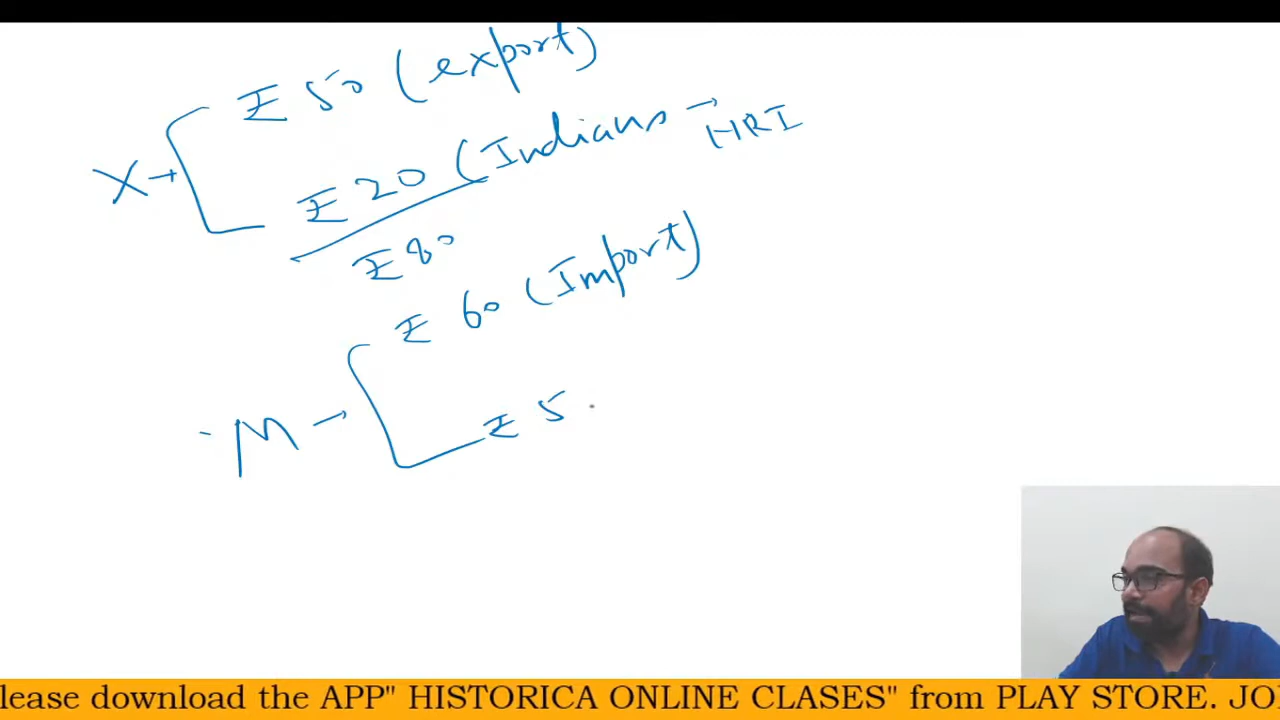 ₹ 50 (export)
X → ₹ 20 (Indians → NRI
₹ 80
₹ 60 (Import)
M →
₹ 5
lease download the APP" HISTORICA ONLINE CLASES" from PLAY STORE. JO